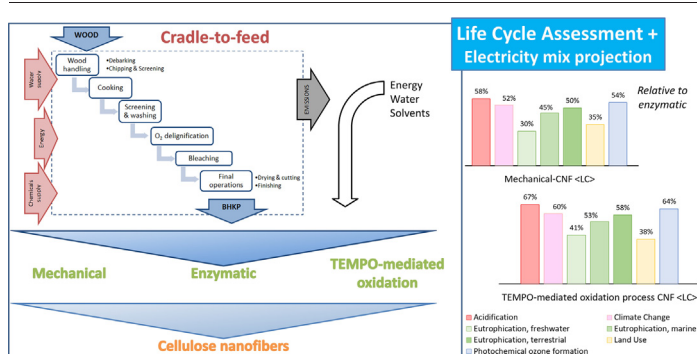 WOOD
Cradle-to-feed
Water
supply
Energy
Chemicals
supply
Wood
handling
•Debarking
•Chipping & Screening
Cooking
Screening
& washing
O₂ delignification
Bleaching
Final
operations
•Drying & cutting
•Finishing
BHKP
EMISSIONS
Energy
Water
Solvents
Mechanical
Enzymatic
TEMPO-mediated
oxidation
Cellulose nanofibers
Life Cycle Assessment +
Electricity mix projection
58%
52%
30%
45%
50%
35%
54%
Relative to
enzymatic
Mechanical-CNF <LC>
67%
60%
41%
53%
58%
38%
64%
TEMPO-mediated oxidation process CNF <LC>
Acidification
Climate Change
Eutrophication, freshwater
Eutrophication, marine
Eutrophication, terrestrial
Land Use
Photochemical ozone formation